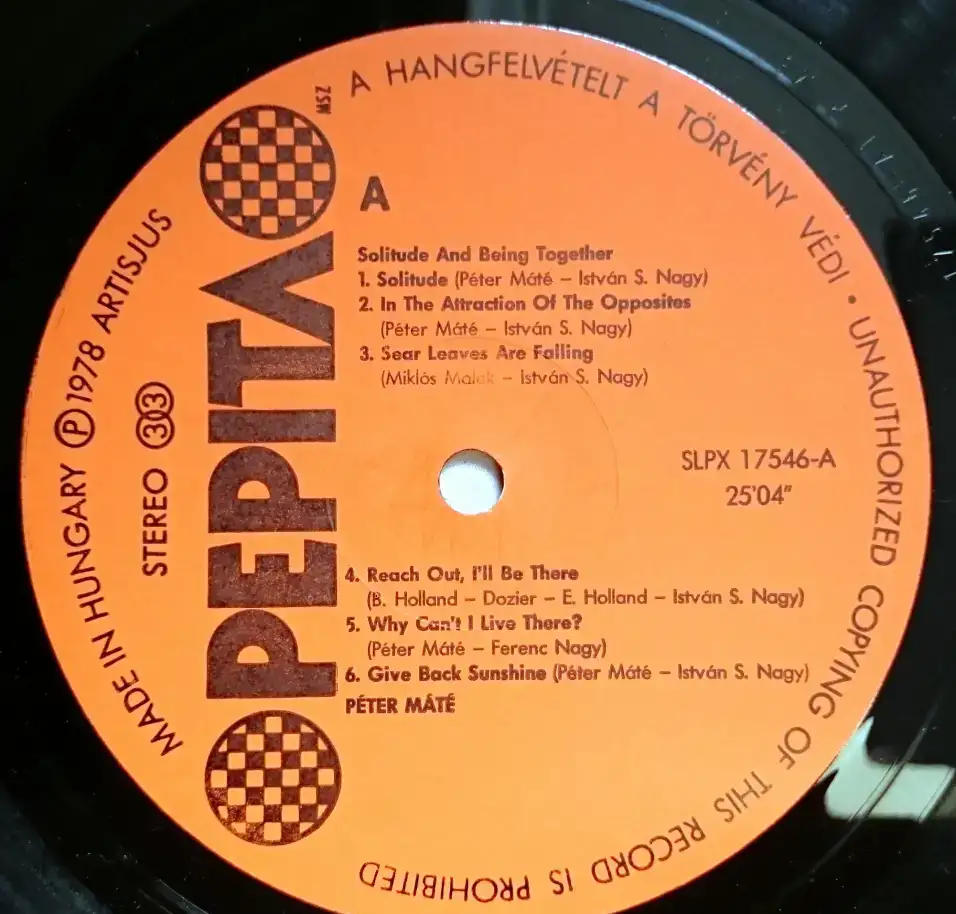 A HANGFELVÉTELT A TÖRVÉNY VÉDI • UNAUTHORIZED COPYING OF THIS RECORD IS PROHIBITED
MADE IN HUNGARY Ⓟ 1978 ARTISJUS
STEREO 33
PEPITA
MSZ
A
Solitude And Being Together
1. Solitude (Péter Máté – István S. Nagy)
2. In The Attraction Of The Opposites
(Péter Máté – István S. Nagy)
3. Sear Leaves Are Falling
(Miklós Malek – István S. Nagy)
SLPX 17546-A
25'04"
4. Reach Out, I'll Be There
(B. Holland – Dozier – E. Holland – István S. Nagy)
5. Why Can't I Live There?
(Péter Máté – Ferenc Nagy)
6. Give Back Sunshine (Péter Máté – István S. Nagy)
PÉTER MÁTÉ